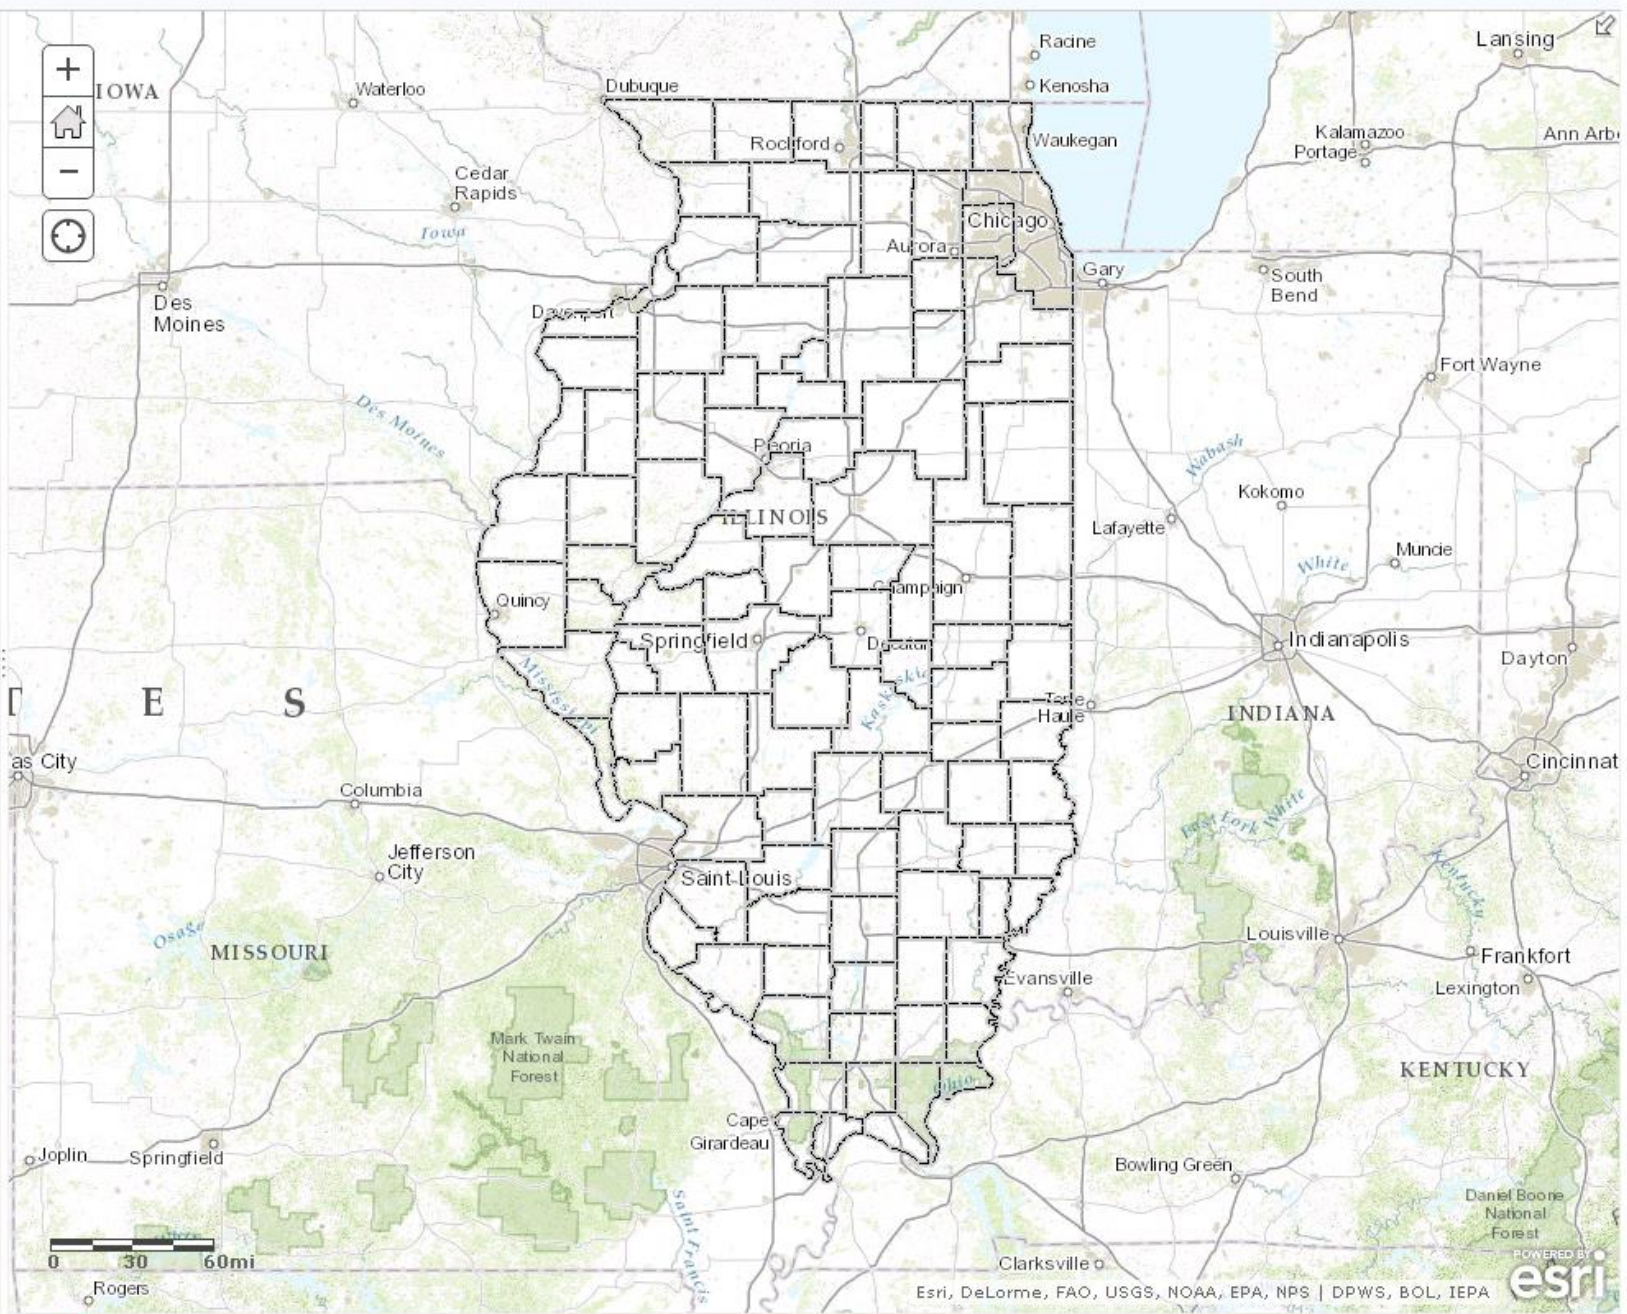 Lansing
Racine
IOWA
Waterloo
Dubuque
Kenosha
Kalamazoo
Portage
Ann Arb
Rockford
Waukegan
Cedar
Rapids
Iowa
Chicago
Aurora
Gary
South
Bend
Des
Moines
Davenport
Fort Wayne
Des Moines
Peoria
Wabash
Kokomo
ILLINOIS
Lafayette
Muncie
White
Champaign
Quincy
Springfield
Decatur
Indianapolis
Dayton
Mississippi
Kaskaskia
T E S
Terre
Haute
INDIANA
as City
Cincinnat
Columbia
East Fork White
Jefferson
City
Saint Louis
Kentucky
Osage
MISSOURI
Louisville
Frankfort
Evansville
Lexington
Mark Twain
National
Forest
KENTUCKY
Ohio
Cape
Girardeau
Joplin
Springfield
Bowling Green
Daniel Boone
National
Forest
Saint Francis
0 30 60mi
Clarksville
Rogers
POWERED BY
esri
Esri, DeLorme, FAO, USGS, NOAA, EPA, NPS | DPWS, BOL, IEPA